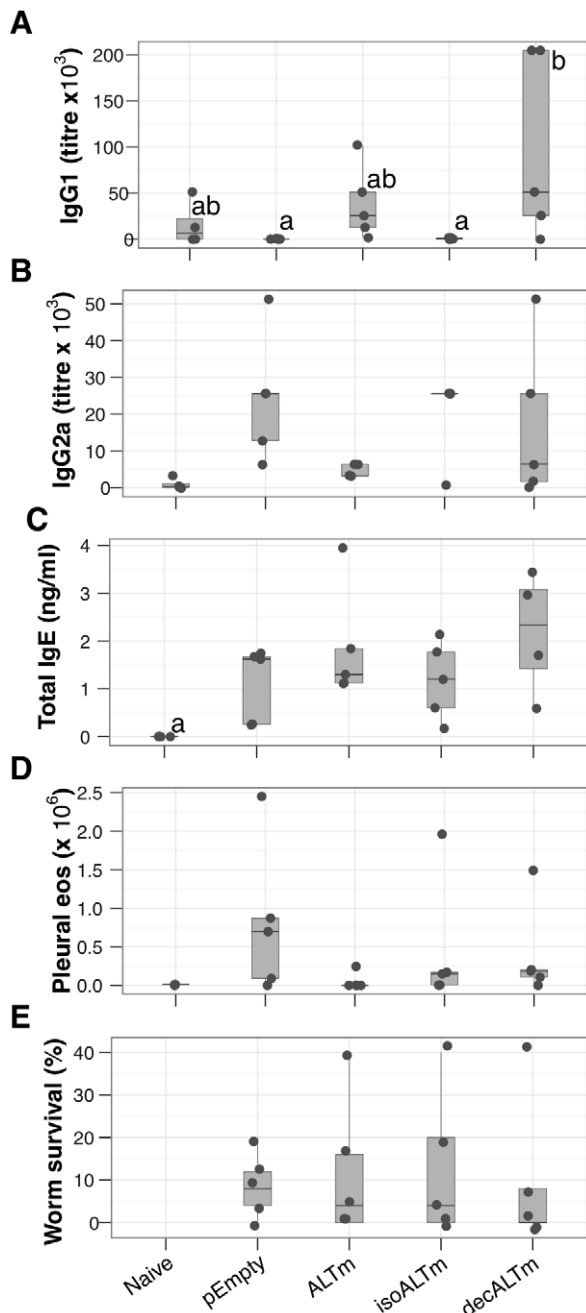 A
IgG1 (titre x10³)
200
150
100
50
0
ab
a
ab
a
b
B
IgG2a (titre x 10³)
50
40
30
20
10
0
C
Total IgE (ng/ml)
4
3
2
1
0
a
D
Pleural eos (x 10⁶)
2.5
2.0
1.5
1.0
0.5
0.0
E
Worm survival (%)
40
30
20
10
0
Naive
pEmpty
ALTm
isoALTm
decALTm